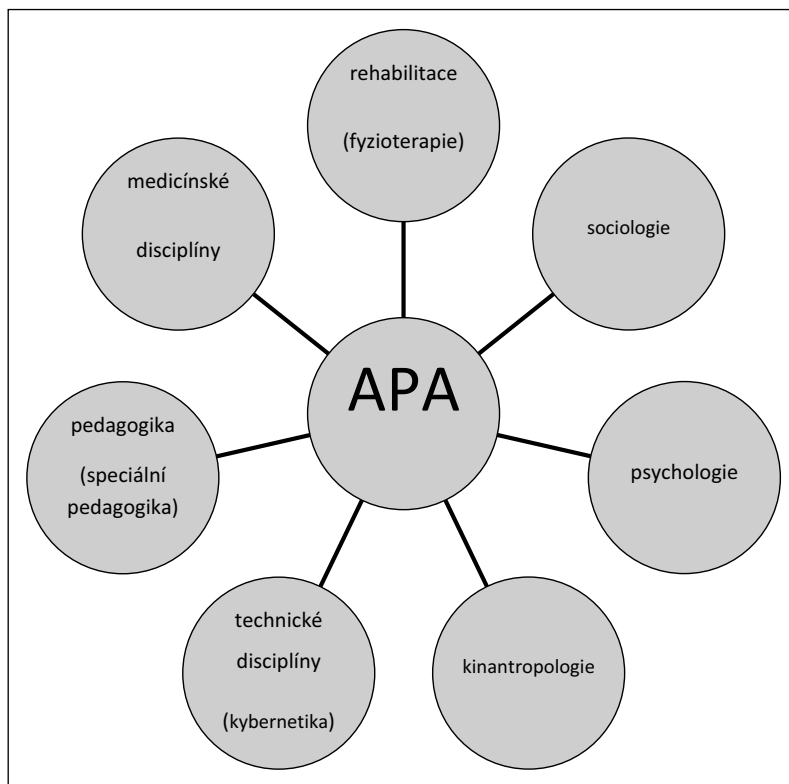 rehabilitace
(fyzioterapie)
medicínské
disciplíny
sociologie
APA
pedagogika
(speciální
pedagogika)
psychologie
technické
disciplíny
(kybernetika)
kinantropologie